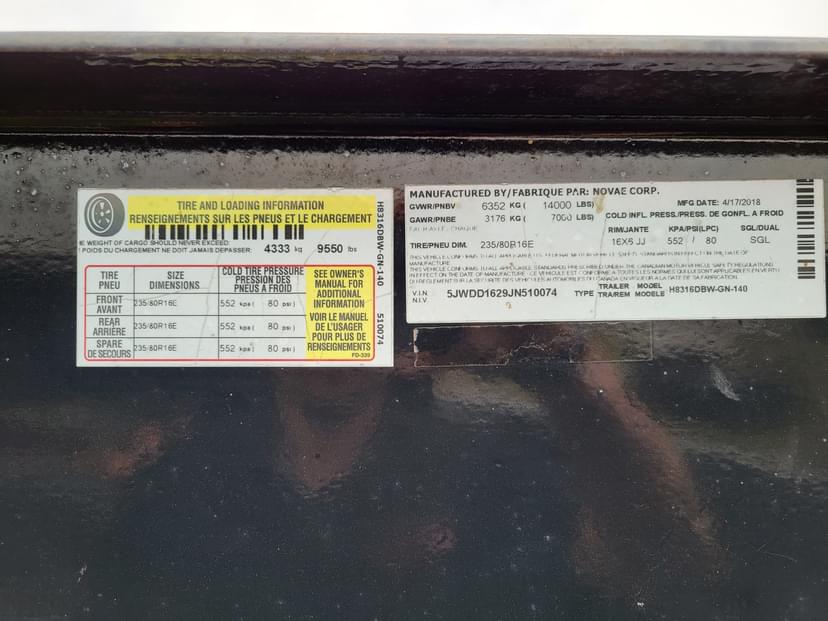 TIRE AND LOADING INFORMATION
RENSEIGNEMENTS SUR LES PNEUS ET LE CHARGEMENT
E WEIGHT OF CARGO SHOULD NEVER EXCEED:
POIDS DU CHARGEMENT NE DOIT JAMAIS DEPASSER:
4333 kg 9550 lbs
TIRE
PNEU
SIZE
DIMENSIONS
COLD TIRE PRESSURE
PRESSION DES
PNEUS A FROID
FRONT
AVANT
235/80R16E
552 kpa ( 80 psi )
REAR
ARRIÈRE
235/80R16E
552 kpa ( 80 psi )
SPARE
DE SECOURS
235/80R16E
552 kpa ( 80 psi )
SEE OWNER'S
MANUAL FOR
ADDITIONAL
INFORMATION
VOIR LE MANUEL
DE L'USAGER
POUR PLUS DE
RENSEIGNEMENTS
FD-339
H8316DBW-GN-140
510074
MANUFACTURED BY/FABRIQUE PAR: NOVAE CORP.
GVWR/PNBV 6352 KG ( 14000 LBS) MFG DATE: 4/17/2018
GAWR/PNBE 3176 KG ( 7000 LBS) COLD INFL. PRESS/PRESS. DE GONFL. A FROID
RIM/JANTE KPA/PSI(LPC) SGL/DUAL
TIRE/PNEU DIM. 235/80R16E 16X6 JJ 552 / 80 SGL
V.I.N.
N.I.V. 5JWDD1629JN510074
TYPE TRAILER
TRA/REM
MODEL
MODELE H8316DBW-GN-140